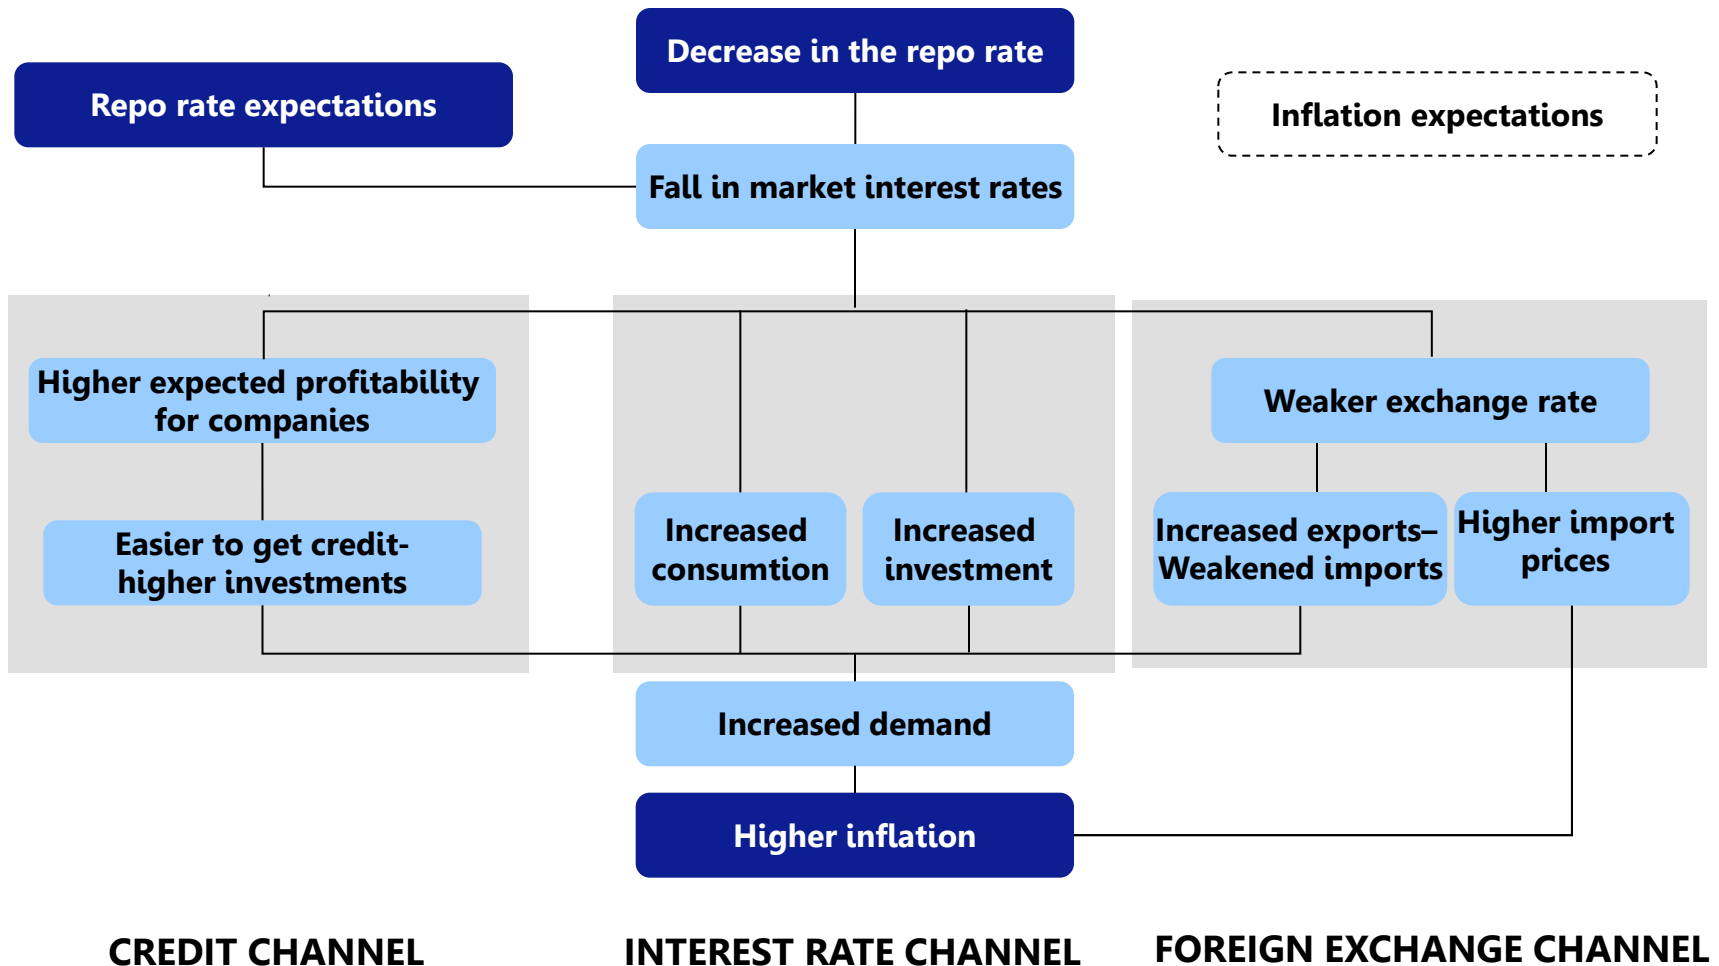 Decrease in the repo rate
Repo rate expectations
Inflation expectations
Fall in market interest rates
Higher expected profitability
for companies
Weaker exchange rate
Easier to get credit-
higher investments
Increased
consumtion
Increased
investment
Increased exports–
Weakened imports
Higher import
prices
Increased demand
Higher inflation
CREDIT CHANNEL
INTEREST RATE CHANNEL
FOREIGN EXCHANGE CHANNEL